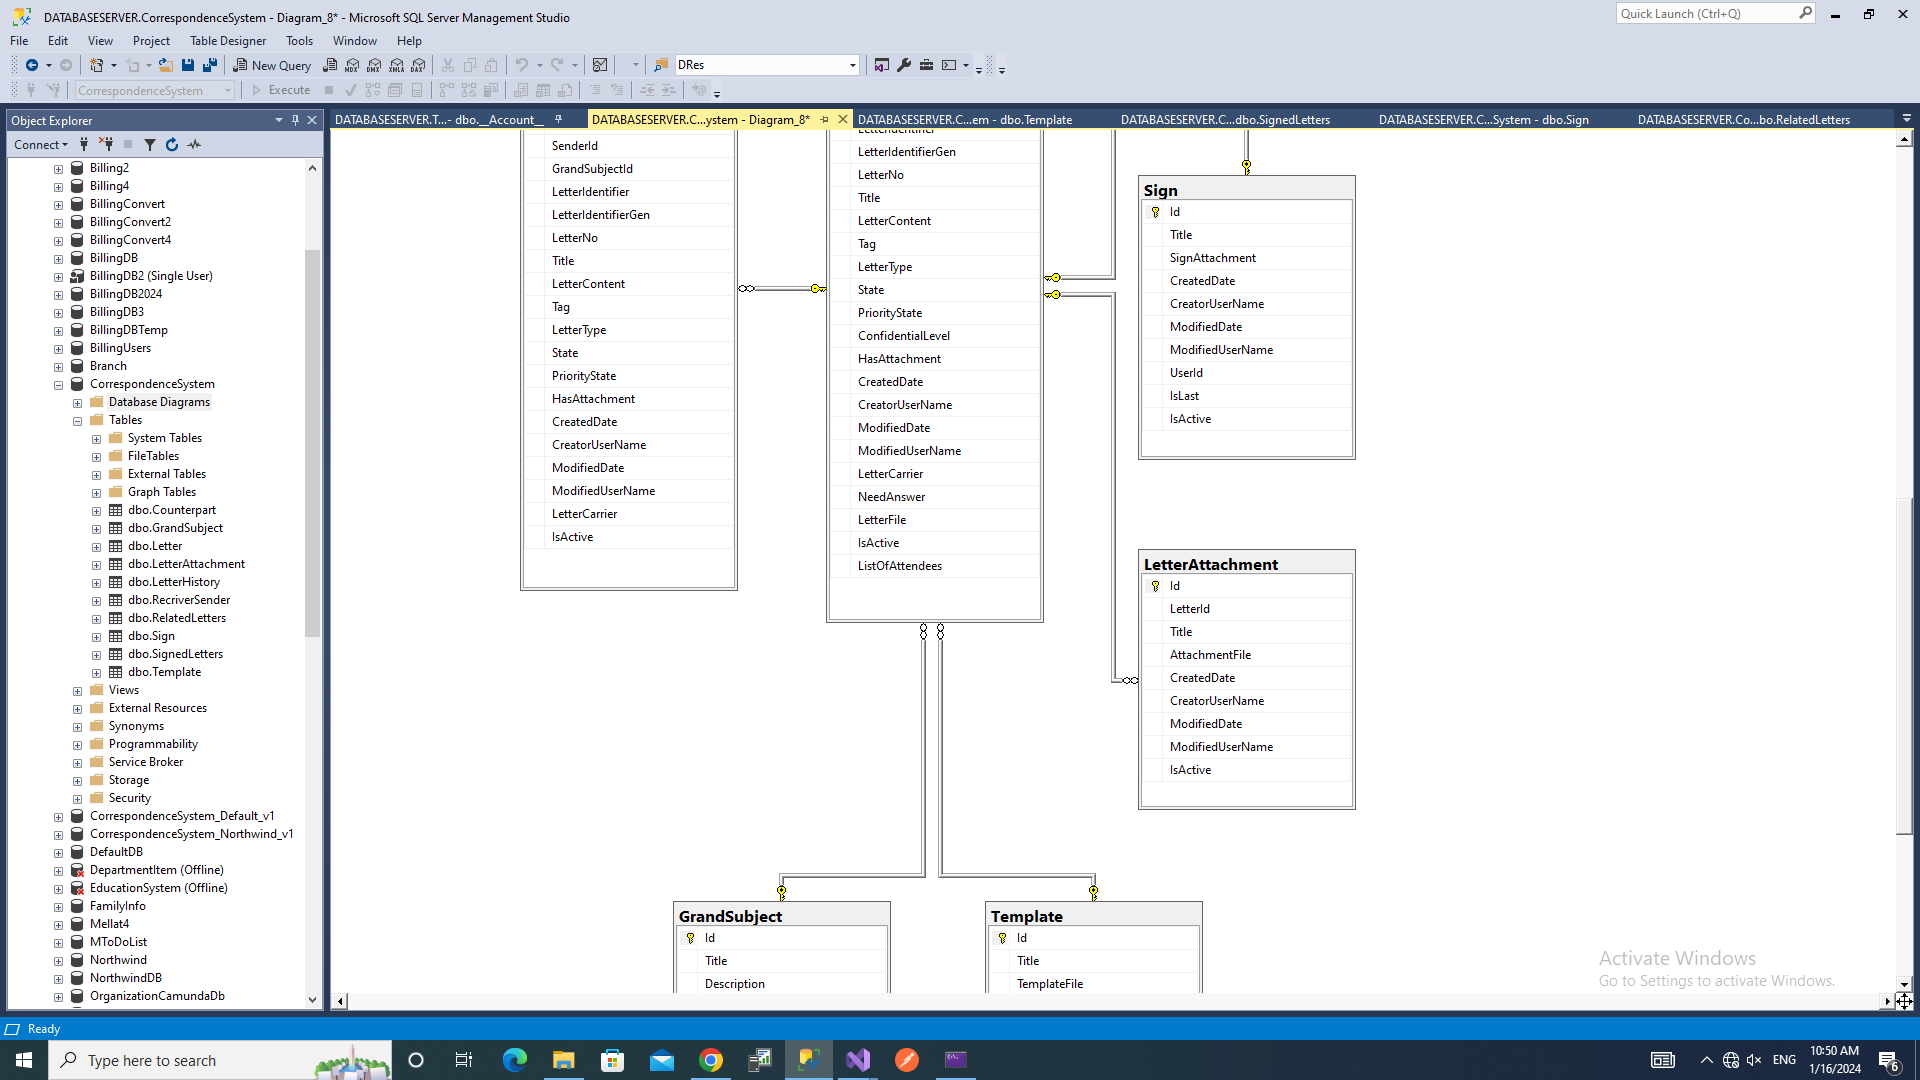 DATABASESERVER.CorrespondenceSystem - Diagram_8* - Microsoft SQL Server Management Studio
Quick Launch (Ctrl+Q)
File Edit View Project Table Designer Tools Window Help
New Query MDX DMX XMLA DAX DRes
CorrespondenceSystem Execute
Object Explorer
Connect
Billing2
Billing4
BillingConvert
BillingConvert2
BillingConvert4
BillingDB
BillingDB2 (Single User)
BillingDB2024
BillingDB3
BillingDBTemp
BillingUsers
Branch
CorrespondenceSystem
Database Diagrams
Tables
System Tables
FileTables
External Tables
Graph Tables
dbo.Counterpart
dbo.GrandSubject
dbo.Letter
dbo.LetterAttachment
dbo.LetterHistory
dbo.RecriverSender
dbo.RelatedLetters
dbo.Sign
dbo.SignedLetters
dbo.Template
Views
External Resources
Synonyms
Programmability
Service Broker
Storage
Security
CorrespondenceSystem_Default_v1
CorrespondenceSystem_Northwind_v1
DefaultDB
DepartmentItem (Offline)
EducationSystem (Offline)
FamilyInfo
Mellat4
MToDoList
Northwind
NorthwindDB
OrganizationCamundaDb
DATABASESERVER.T...- dbo.__Account__
DATABASESERVER.C...ystem - Diagram_8*
DATABASESERVER.C...em - dbo.Template
DATABASESERVER.C...dbo.SignedLetters
DATABASESERVER.C...System - dbo.Sign
DATABASESERVER.Co...bo.RelatedLetters
SenderId
GrandSubjectId
LetterIdentifier
LetterIdentifierGen
LetterNo
Title
LetterContent
Tag
LetterType
State
PriorityState
HasAttachment
CreatedDate
CreatorUserName
ModifiedDate
ModifiedUserName
LetterCarrier
IsActive
LetterIdentifier
LetterIdentifierGen
LetterNo
Title
LetterContent
Tag
LetterType
State
PriorityState
ConfidentialLevel
HasAttachment
CreatedDate
CreatorUserName
ModifiedDate
ModifiedUserName
LetterCarrier
NeedAnswer
LetterFile
IsActive
ListOfAttendees
Sign
Id
Title
SignAttachment
CreatedDate
CreatorUserName
ModifiedDate
ModifiedUserName
UserId
IsLast
IsActive
LetterAttachment
Id
LetterId
Title
AttachmentFile
CreatedDate
CreatorUserName
ModifiedDate
ModifiedUserName
IsActive
GrandSubject
Id
Title
Description
Template
Id
Title
TemplateFile
Activate Windows
Go to Settings to activate Windows.
Ready
Type here to search
ENG
10:50 AM
1/16/2024
6